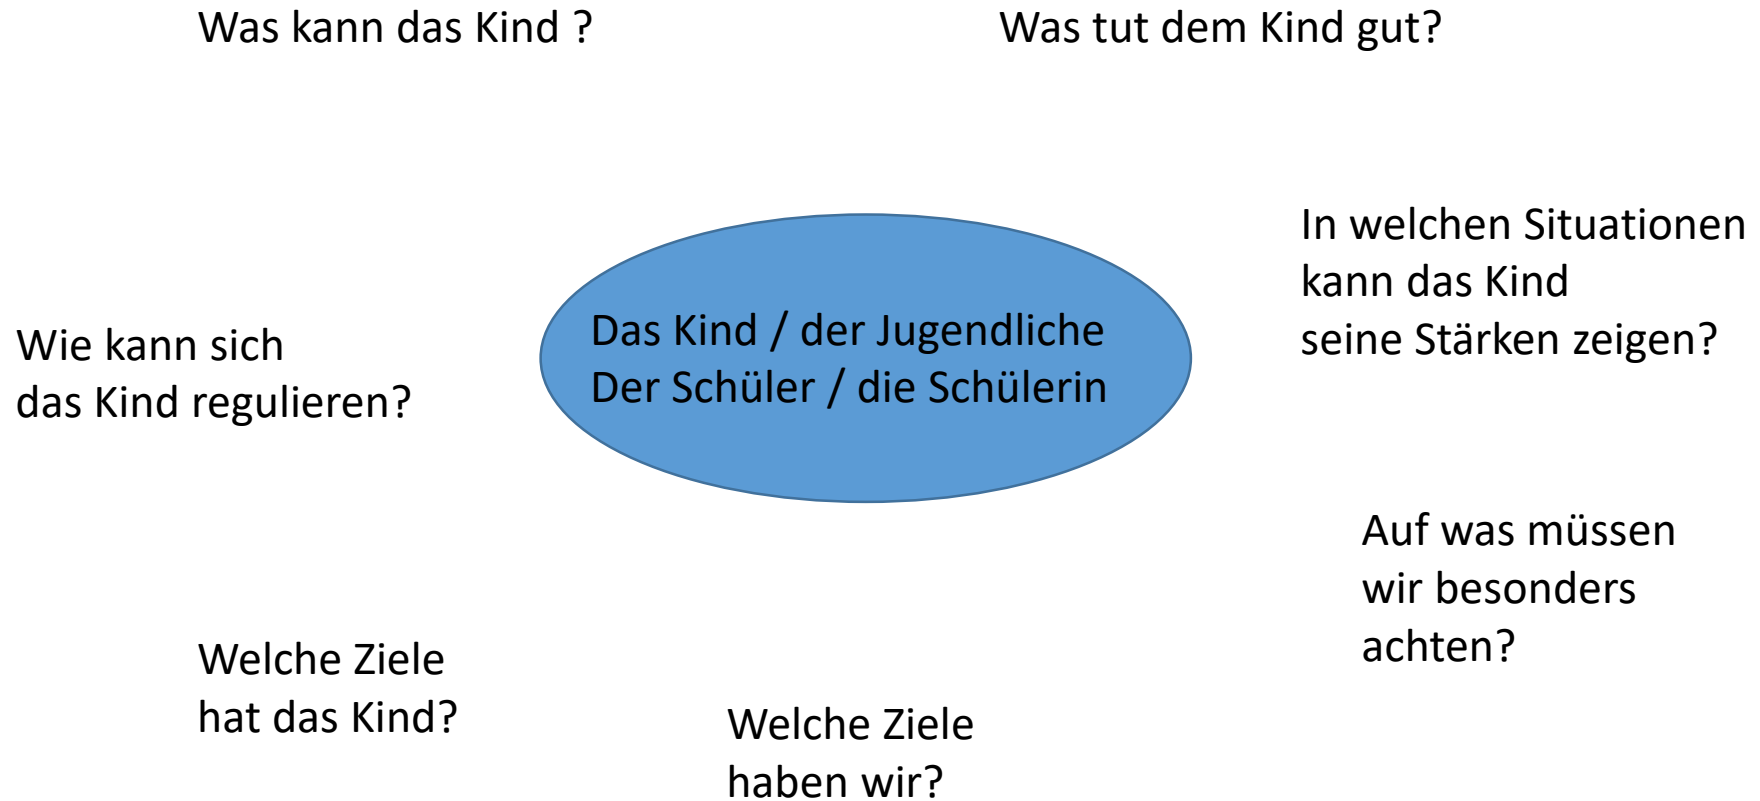 Was kann das Kind ?
Was tut dem Kind gut?
In welchen Situationen
kann das Kind
seine Stärken zeigen?
Das Kind / der Jugendliche
Der Schüler / die Schülerin
Wie kann sich
das Kind regulieren?
Auf was müssen
wir besonders
achten?
Welche Ziele
hat das Kind?
Welche Ziele
haben wir?